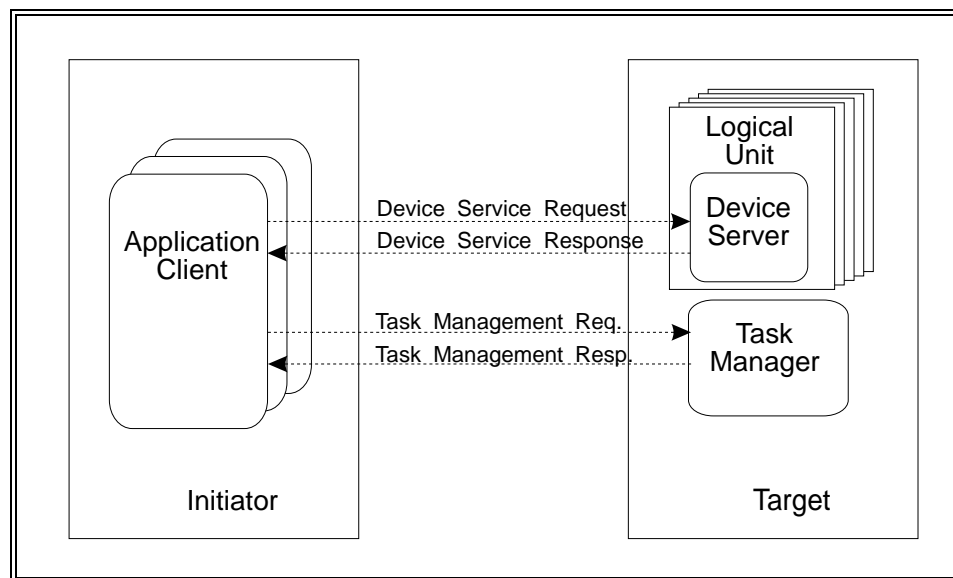 Logical
Unit
Device Service Request
Device
Server
Application
Client
Device Service Response
Task Management Req.
Task
Manager
Task Management Resp.
Initiator
Target